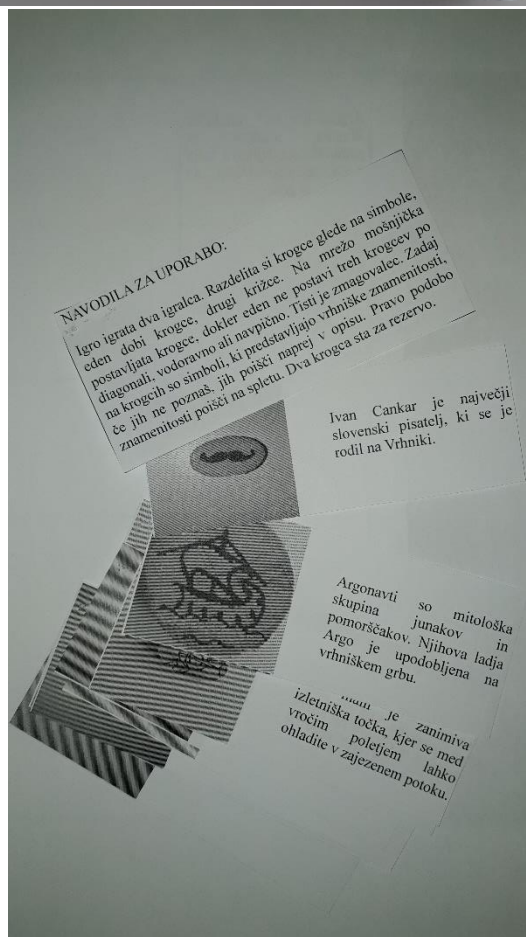 NAVODILA ZA UPORABO:
Igro igrata dva igralca. Razdelita si krogce glede na simbole,
eden dobi krogce, drugi križce. Na mrežo mošnjička
postavljata krogce, dokler eden ne postavi treh krogcev po
diagonali, vodoravno ali navpično. Tisti je zmagovalec. Zadaj
na krogcih so simboli, ki predstavljajo vrhniške znamenitosti,
če jih ne poznaš, jih poišči naprej v opisu. Pravo podobo
znamenitosti poišči na spletu. Dva krogca sta za rezervo.
Ivan Cankar je največji
slovenski pisatelj, ki se je
rodil na Vrhniki.
Argonavti so mitološka
skupina junakov in
pomorščakov. Njihova ladja
Argo je upodobljena na
vrhniškem grbu.
je zanimiva
izletniška točka, kjer se med
vročim poletjem lahko
ohladite v zajezenem potoku.